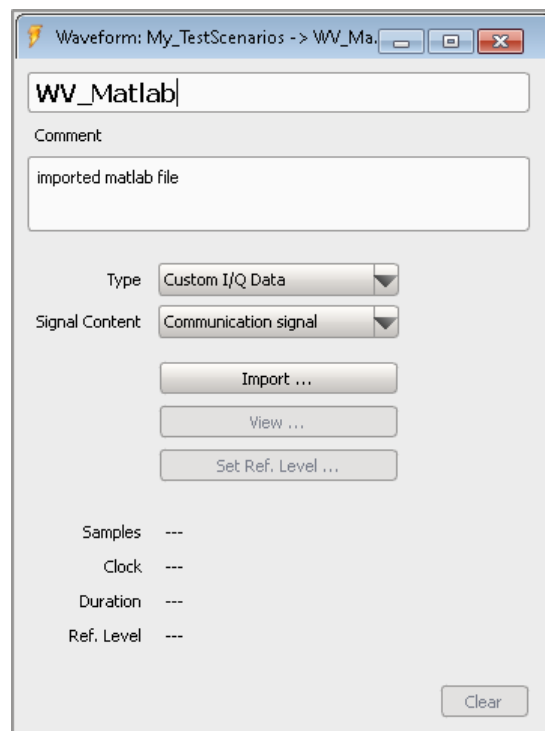 Waveform: My_TestScenarios -> WV_Ma.
WV_Matlab
Comment
imported matlab file
Type Custom I/Q Data
Signal Content Communication signal
Import ...
View ...
Set Ref. Level ...
Samples ---
Clock ---
Duration ---
Ref. Level ---
Clear